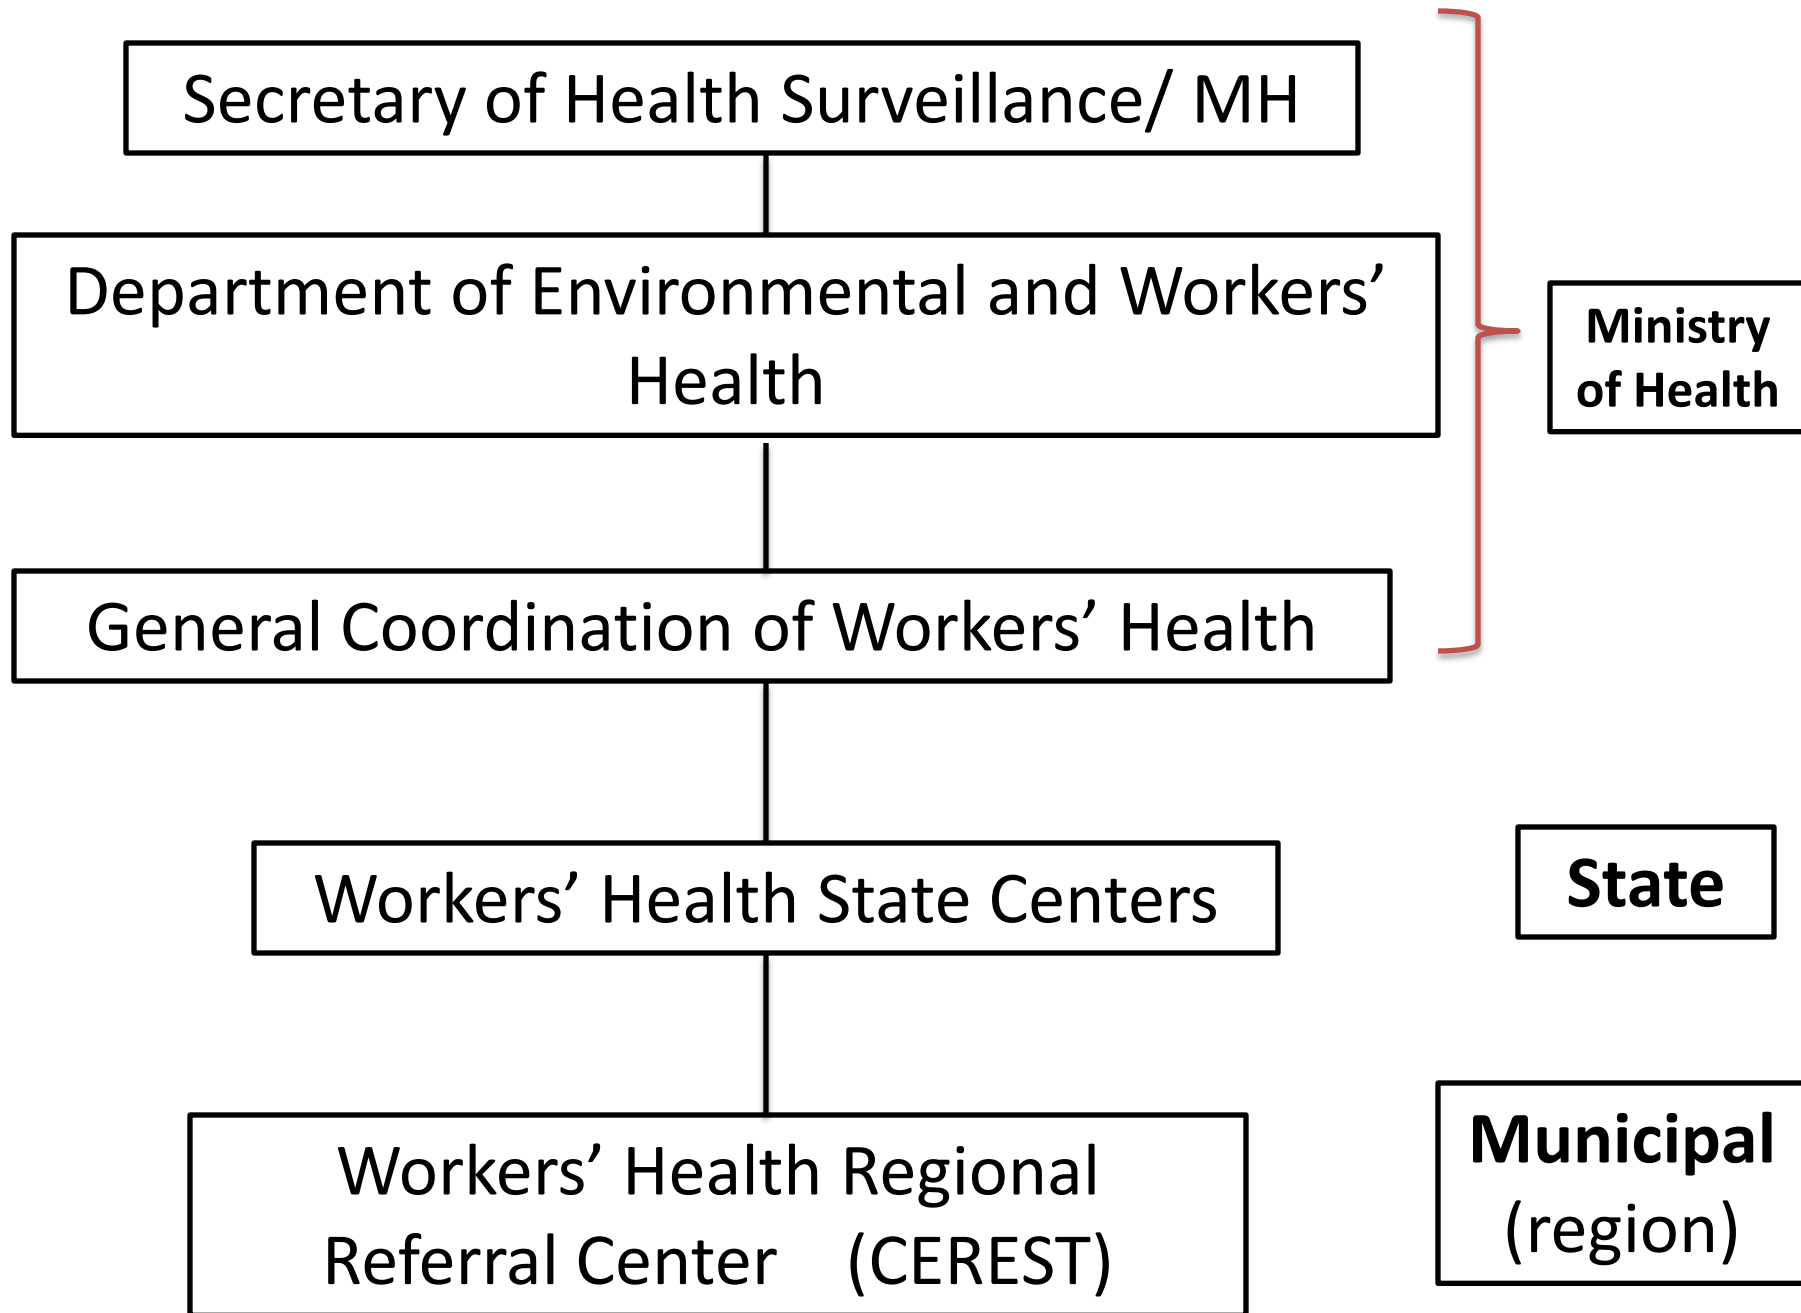 Secretary of Health Surveillance/ MH
Department of Environmental and Workers’
Health
Ministry
of Health
General Coordination of Workers’ Health
Workers’ Health State Centers
State
Workers’ Health Regional
Referral Center (CEREST)
Municipal
(region)